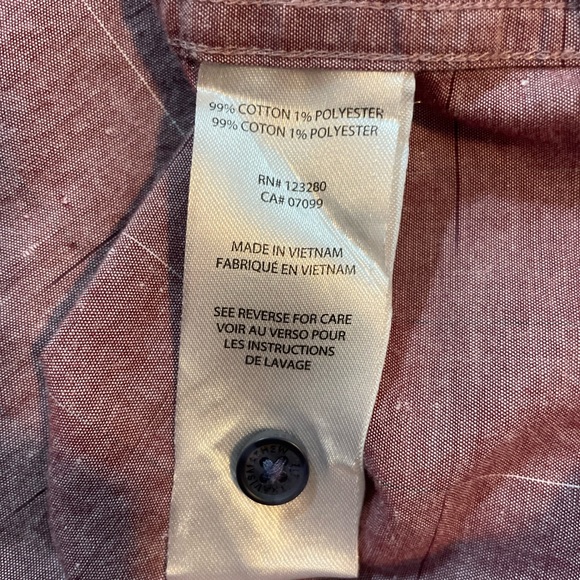 99% COTTON 1% POLYESTER
99% COTON 1% POLYESTER
RN# 123280
CA# 07099
MADE IN VIETNAM
FABRIQUÉ EN VIETNAM
SEE REVERSE FOR CARE
VOIR AU VERSO POUR
LES INSTRUCTIONS
DE LAVAGE
NEW